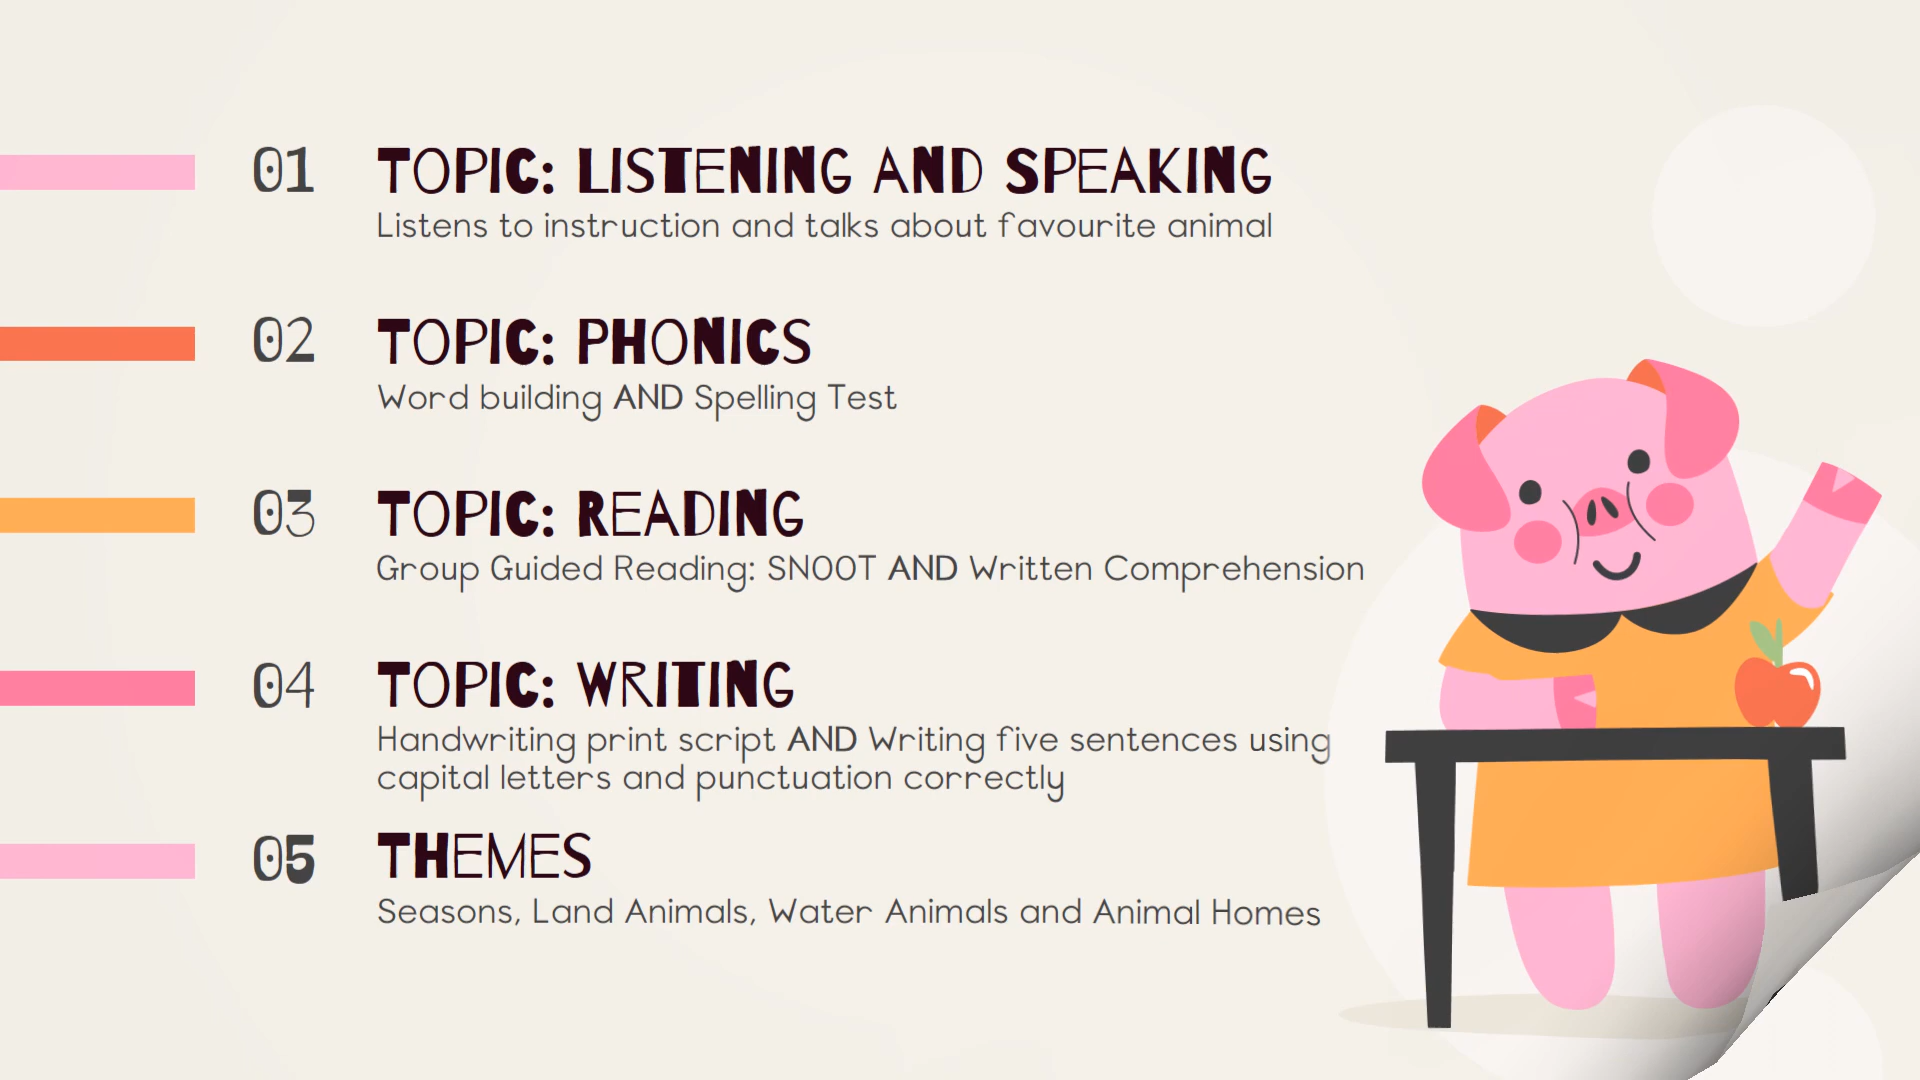 01 TOPIC: LISTENING AND SPEAKING
Listens to instruction and talks about favourite animal
02 TOPIC: PHONICS
Word building AND Spelling Test
03 TOPIC: READING
Group Guided Reading: SNOOT AND Written Comprehension
04 TOPIC: WRITING
Handwriting print script AND Writing five sentences using
capital letters and punctuation correctly
05 THEMES
Seasons, Land Animals, Water Animals and Animal Homes